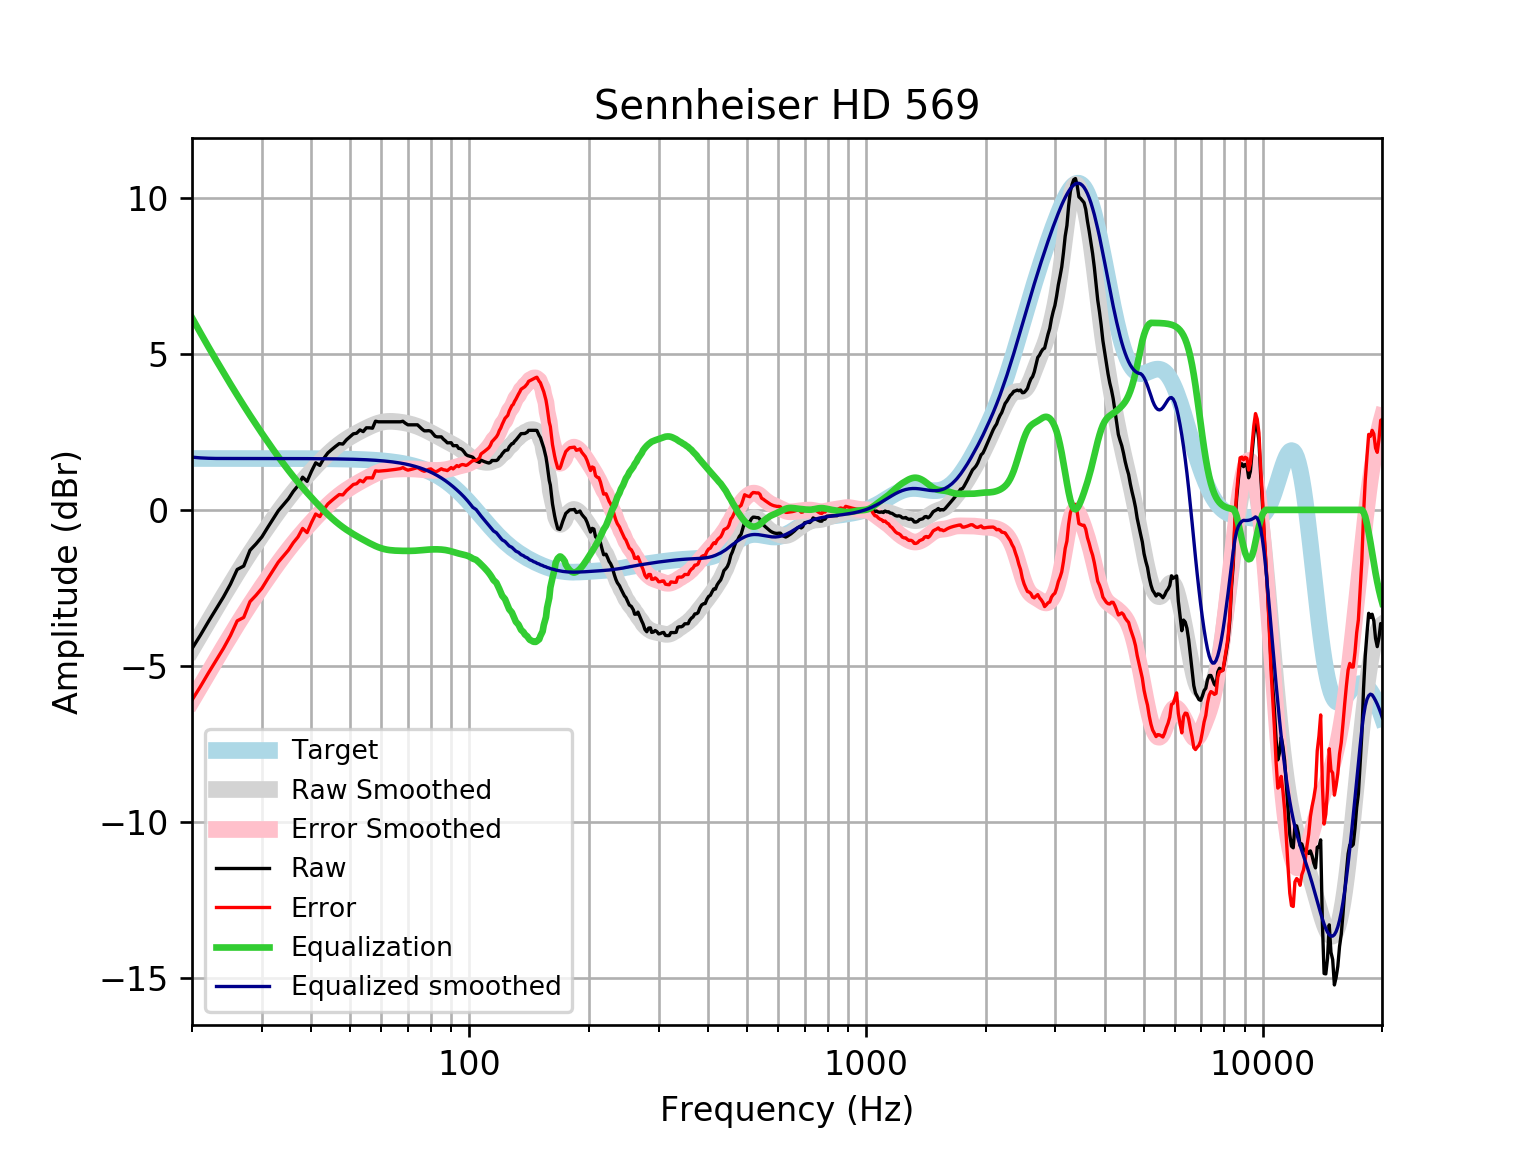 Sennheiser HD 569
Amplitude (dBr)
10
5
0
−5
−10
−15
Target
Raw Smoothed
Error Smoothed
Raw
Error
Equalization
Equalized smoothed
100 1000 10000
Frequency (Hz)